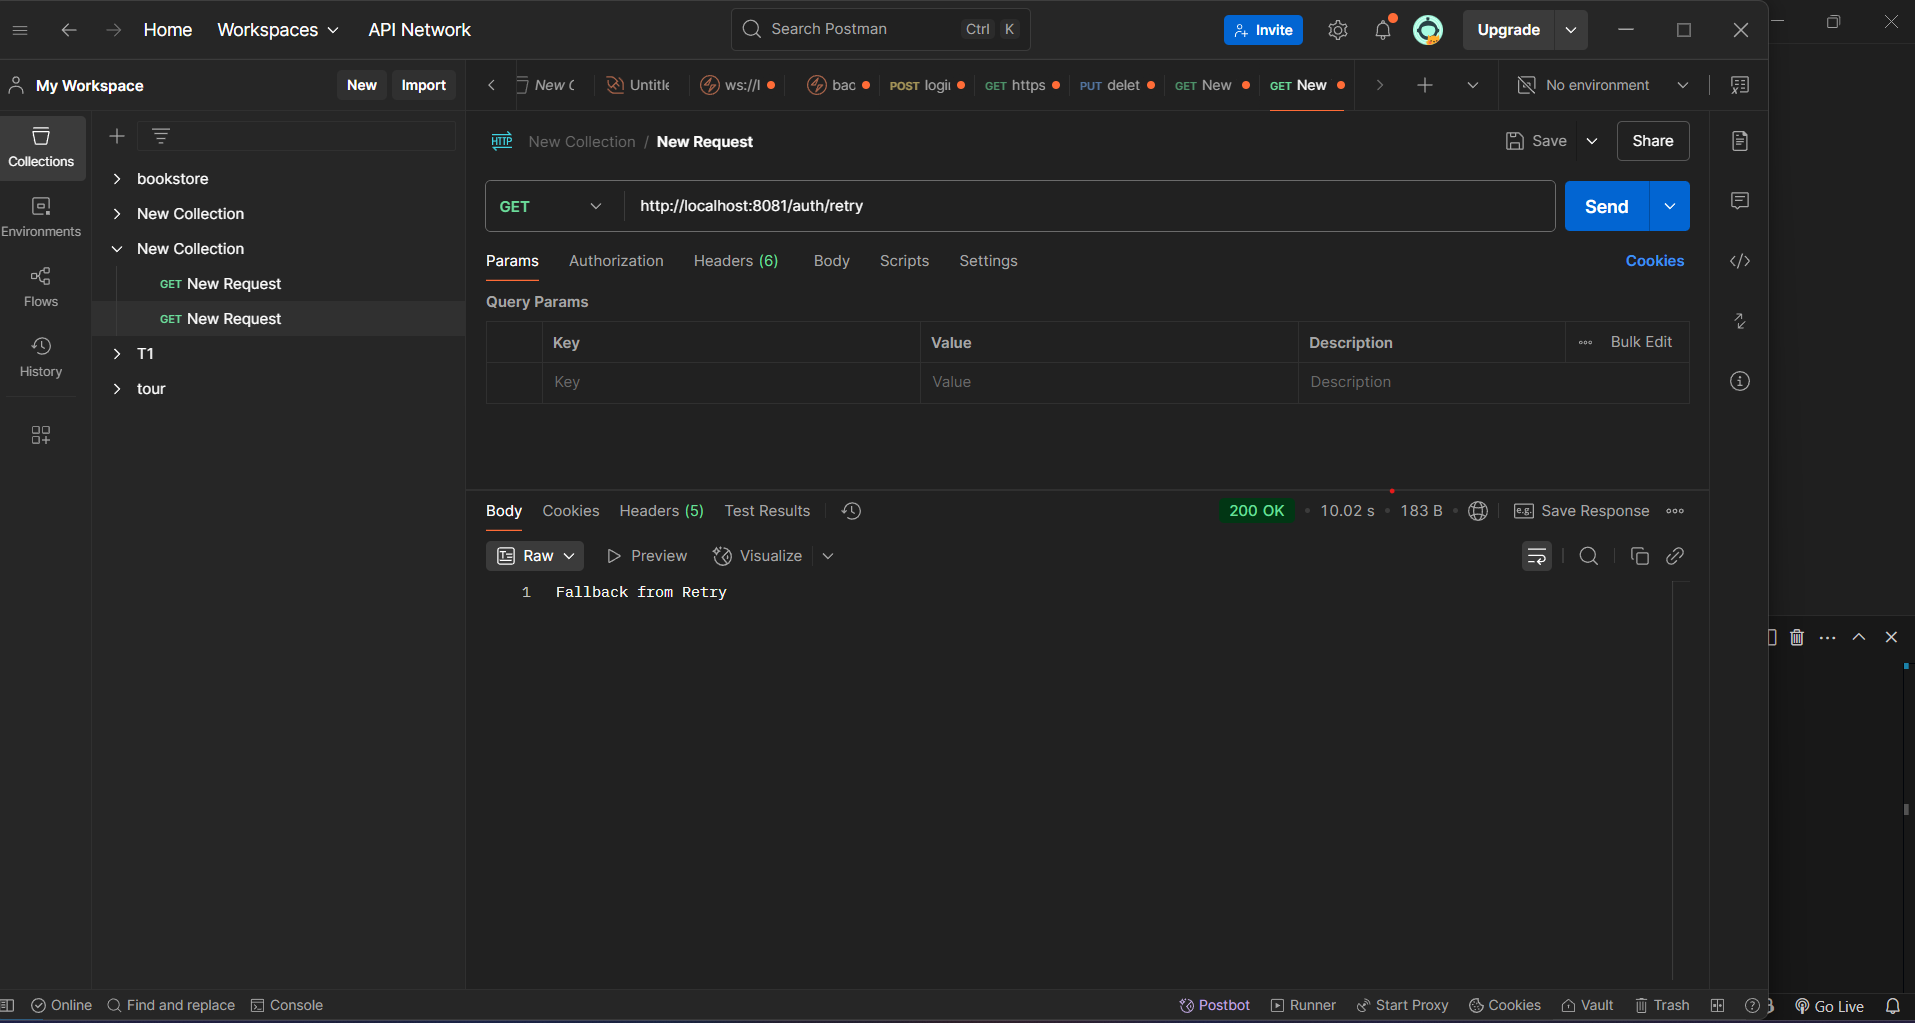 Home Workspaces API Network Search Postman Ctrl K Invite Upgrade
My Workspace New Import New C Untitle ws://l bac POST logi GET https PUT delet GET New GET New No environment
HTTP New Collection / New Request Save Share
Collections
Environments
Flows
History
bookstore
New Collection
New Collection
GET New Request
GET New Request
T1
tour
GET http://localhost:8081/auth/retry Send
Params Authorization Headers (6) Body Scripts Settings Cookies
Query Params
Key Value Description Bulk Edit
Key Value Description
Body Cookies Headers (5) Test Results 200 OK 10.02 s 183 B e.g. Save Response
Raw Preview Visualize
1 Fallback from Retry
Online Find and replace Console Postbot Runner Start Proxy Cookies Vault Trash Go Live